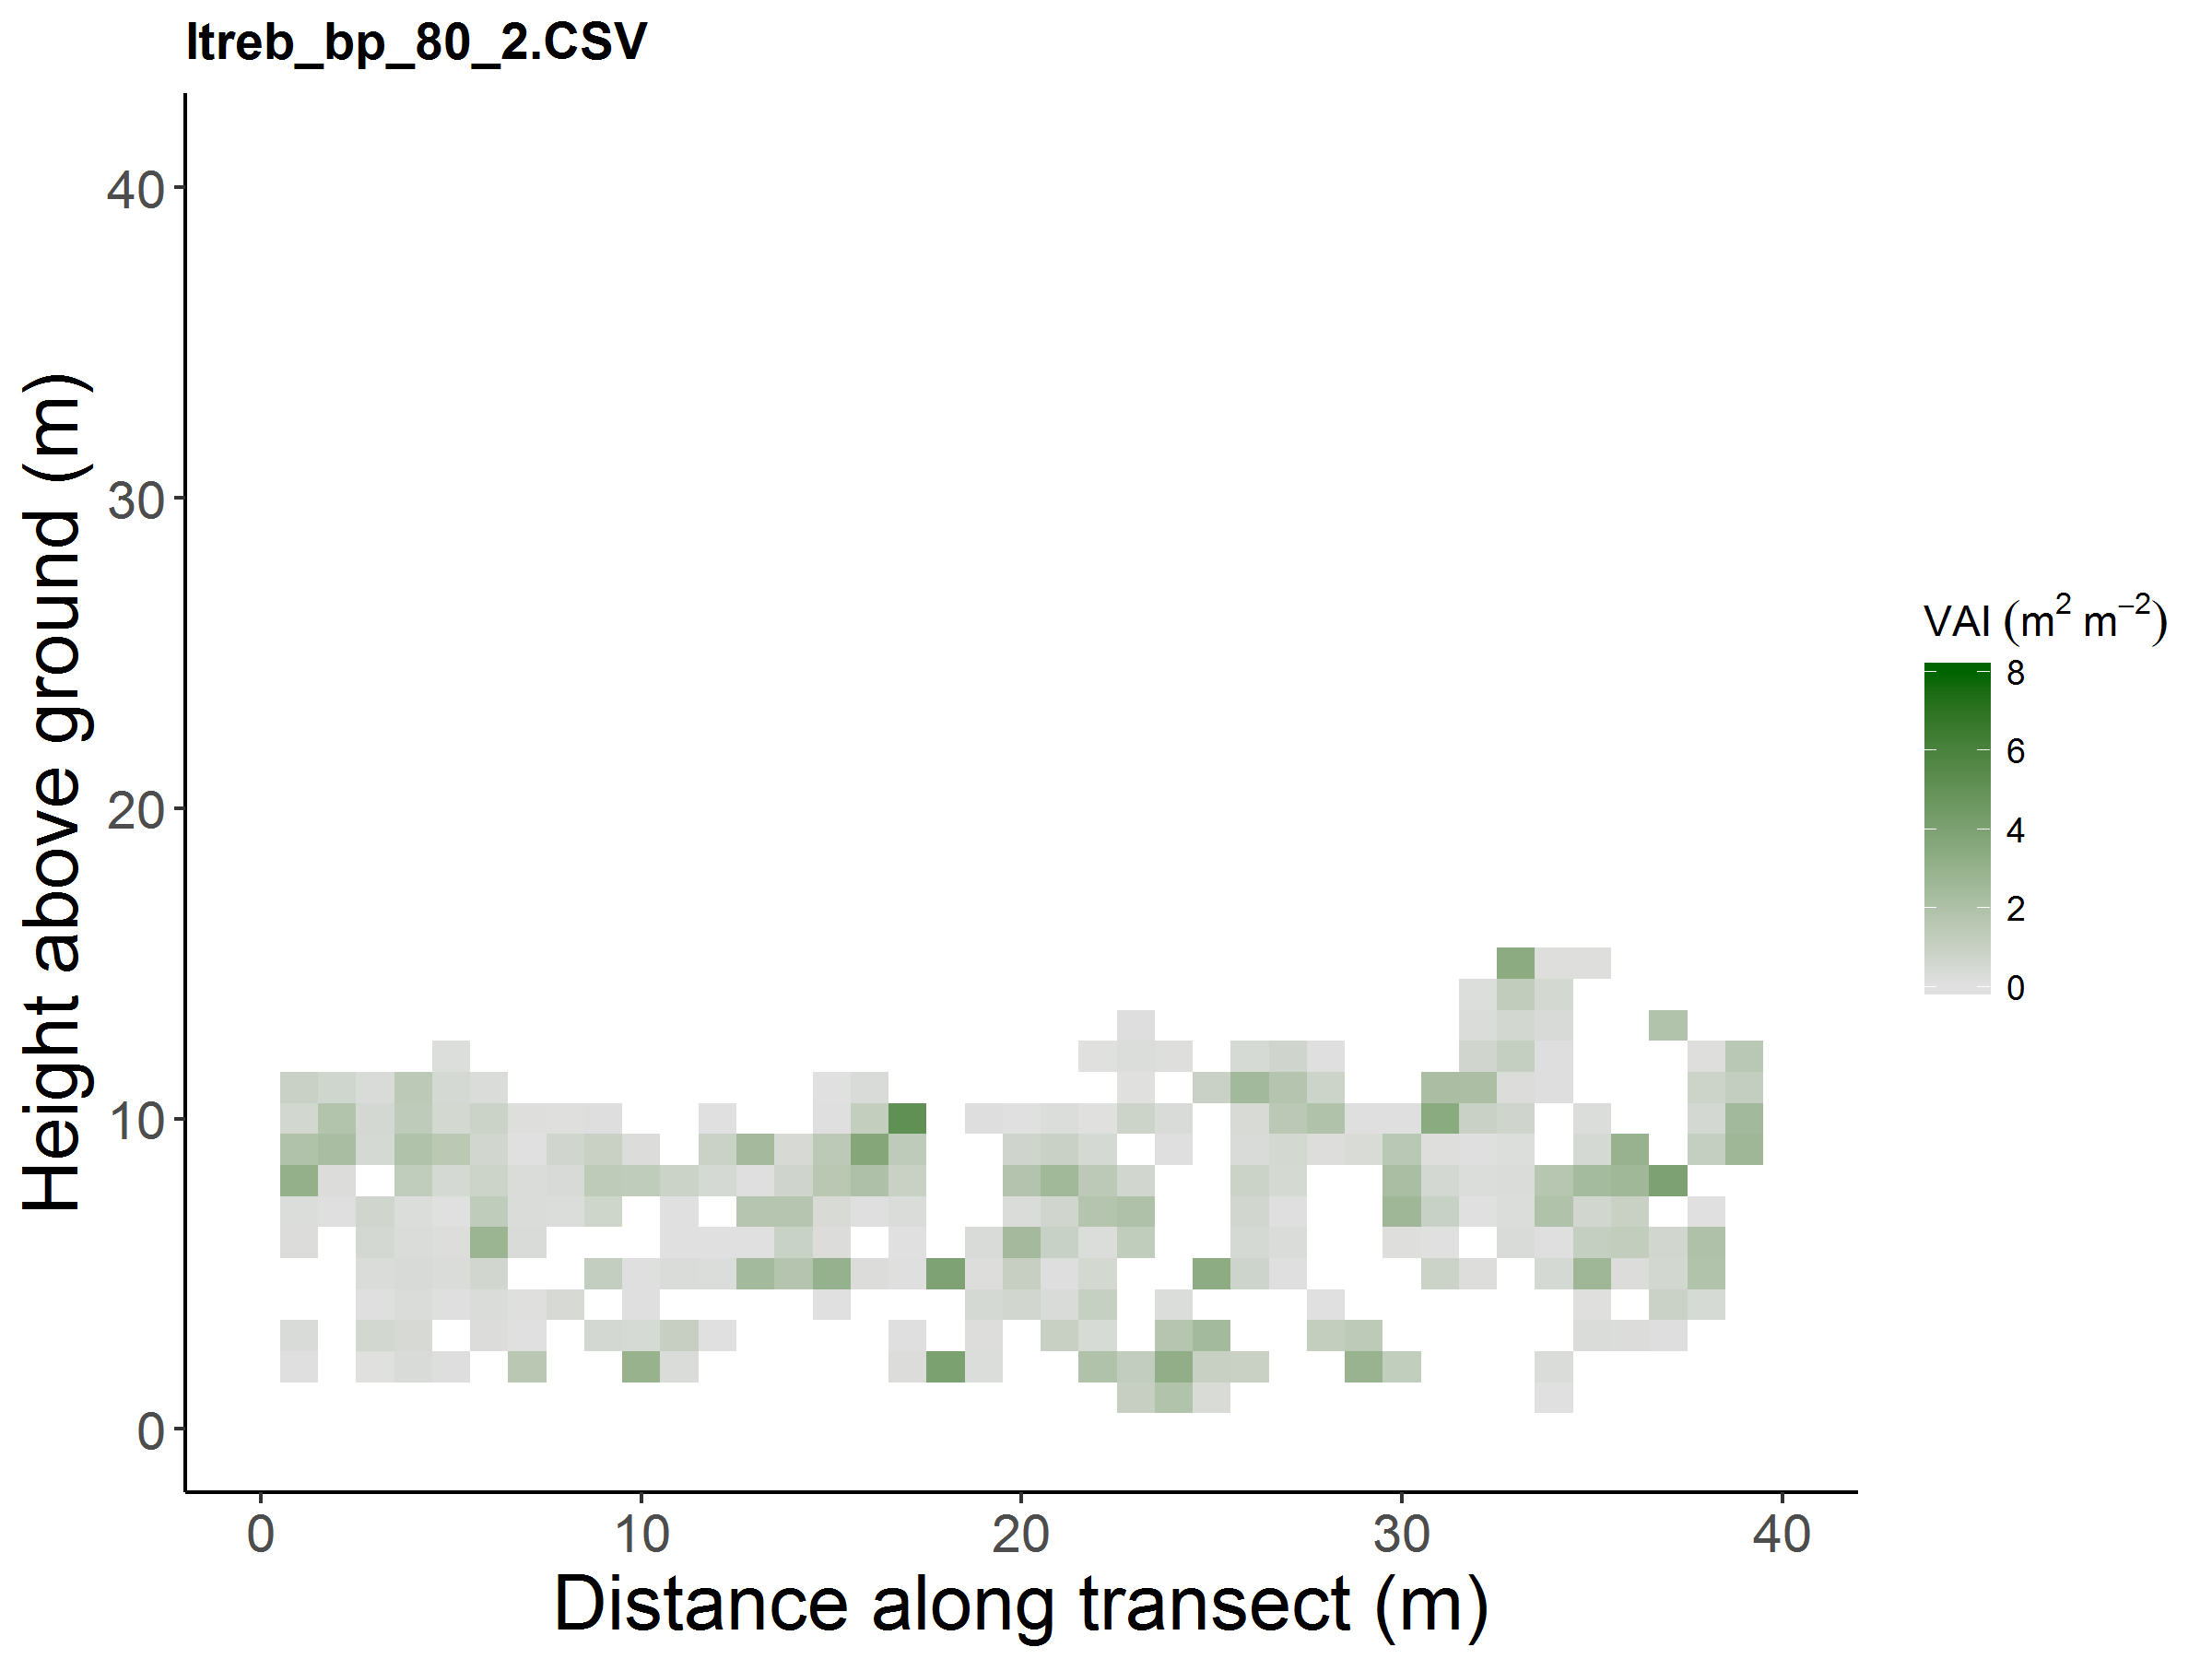 ltreb_bp_80_2.CSV
Height above ground (m)
40
30
20
10
0
0 10 20 30 40
Distance along transect (m)
VAI (m² m⁻²)
8
6
4
2
0